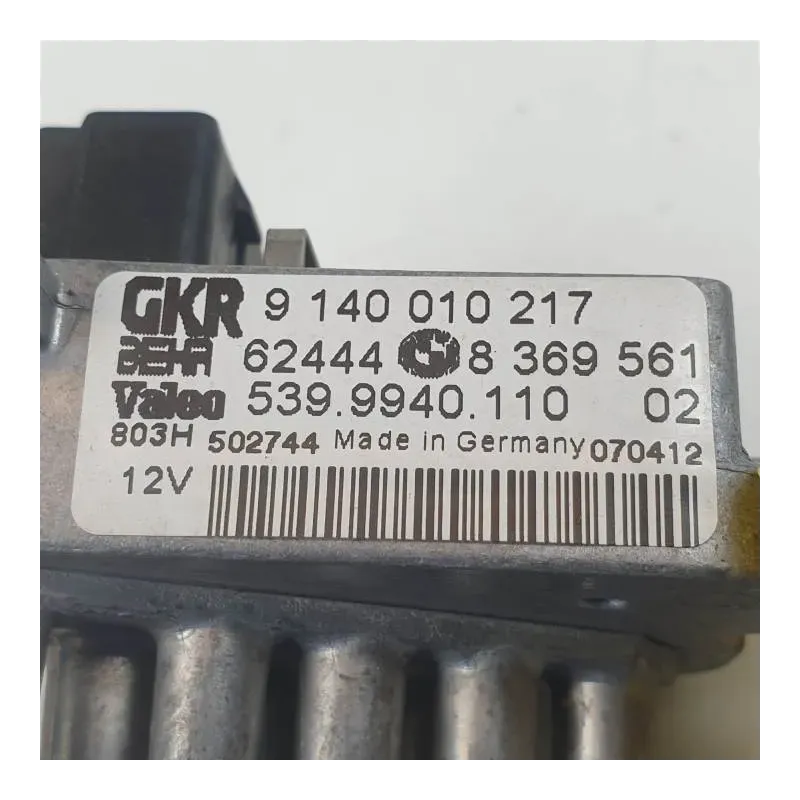 GKR 9 140 010 217
BEHR 62444 8 369 561
Valeo 539.9940.110 02
803H 502744 Made in Germany 070412
12V